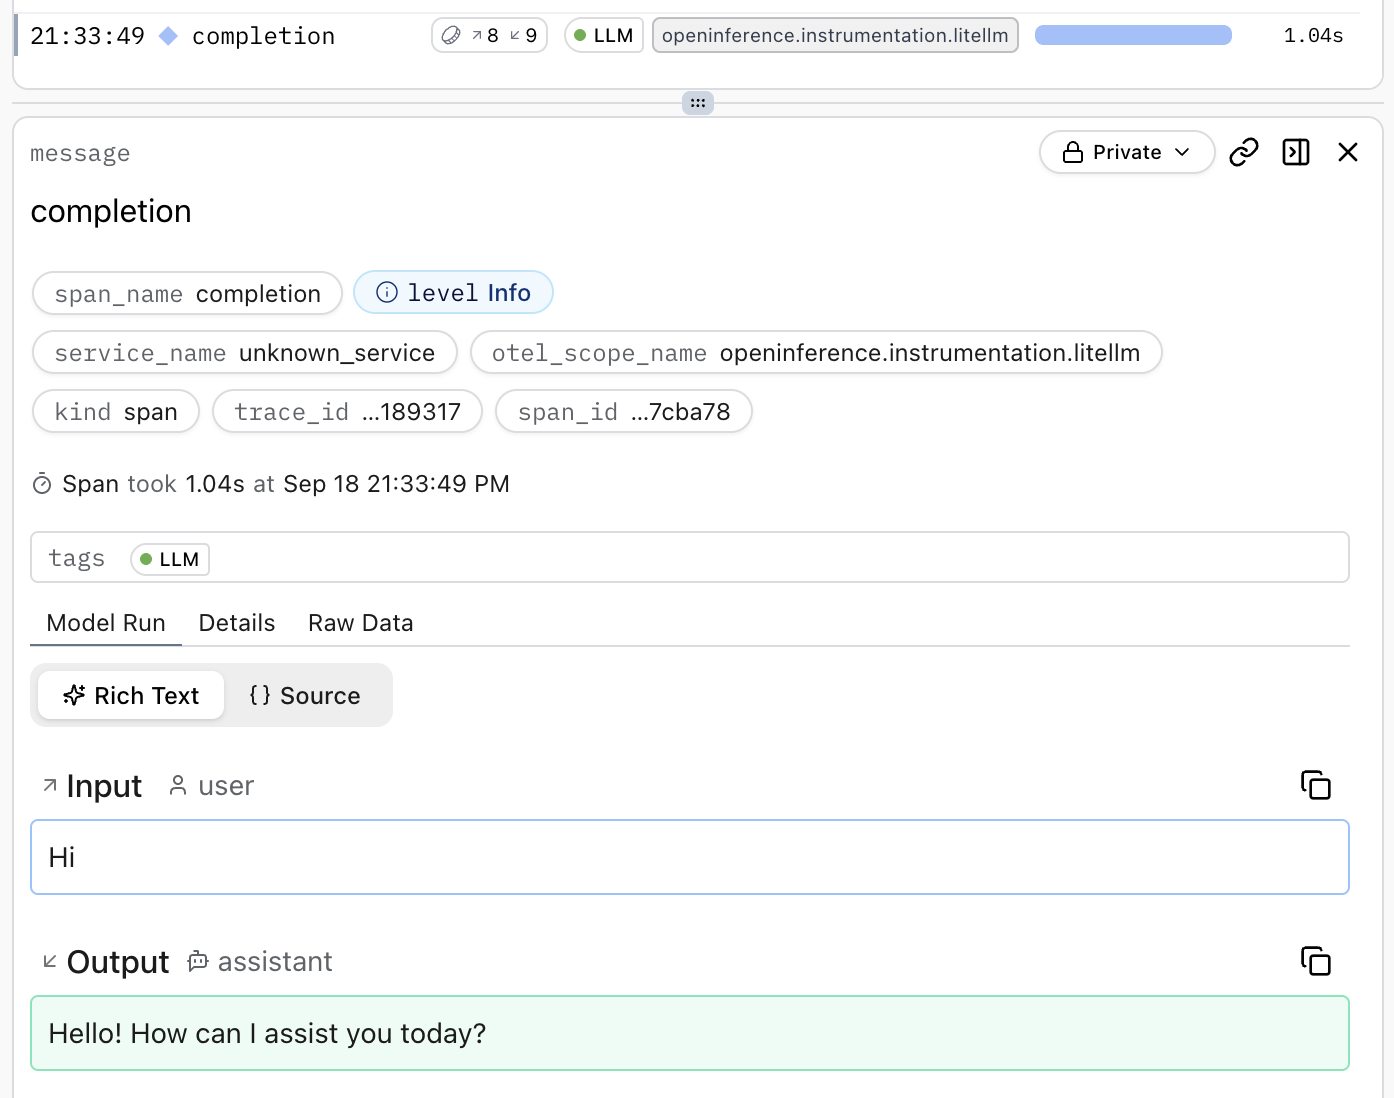 21:33:49 completion 8 9 LLM openinference.instrumentation.litellm 1.04s
message Private
completion
span_name completion level Info
service_name unknown_service otel_scope_name openinference.instrumentation.litellm
kind span trace_id ...189317 span_id ...7cba78
Span took 1.04s at Sep 18 21:33:49 PM
tags LLM
Model Run Details Raw Data
Rich Text {} Source
Input user
Hi
Output assistant
Hello! How can I assist you today?